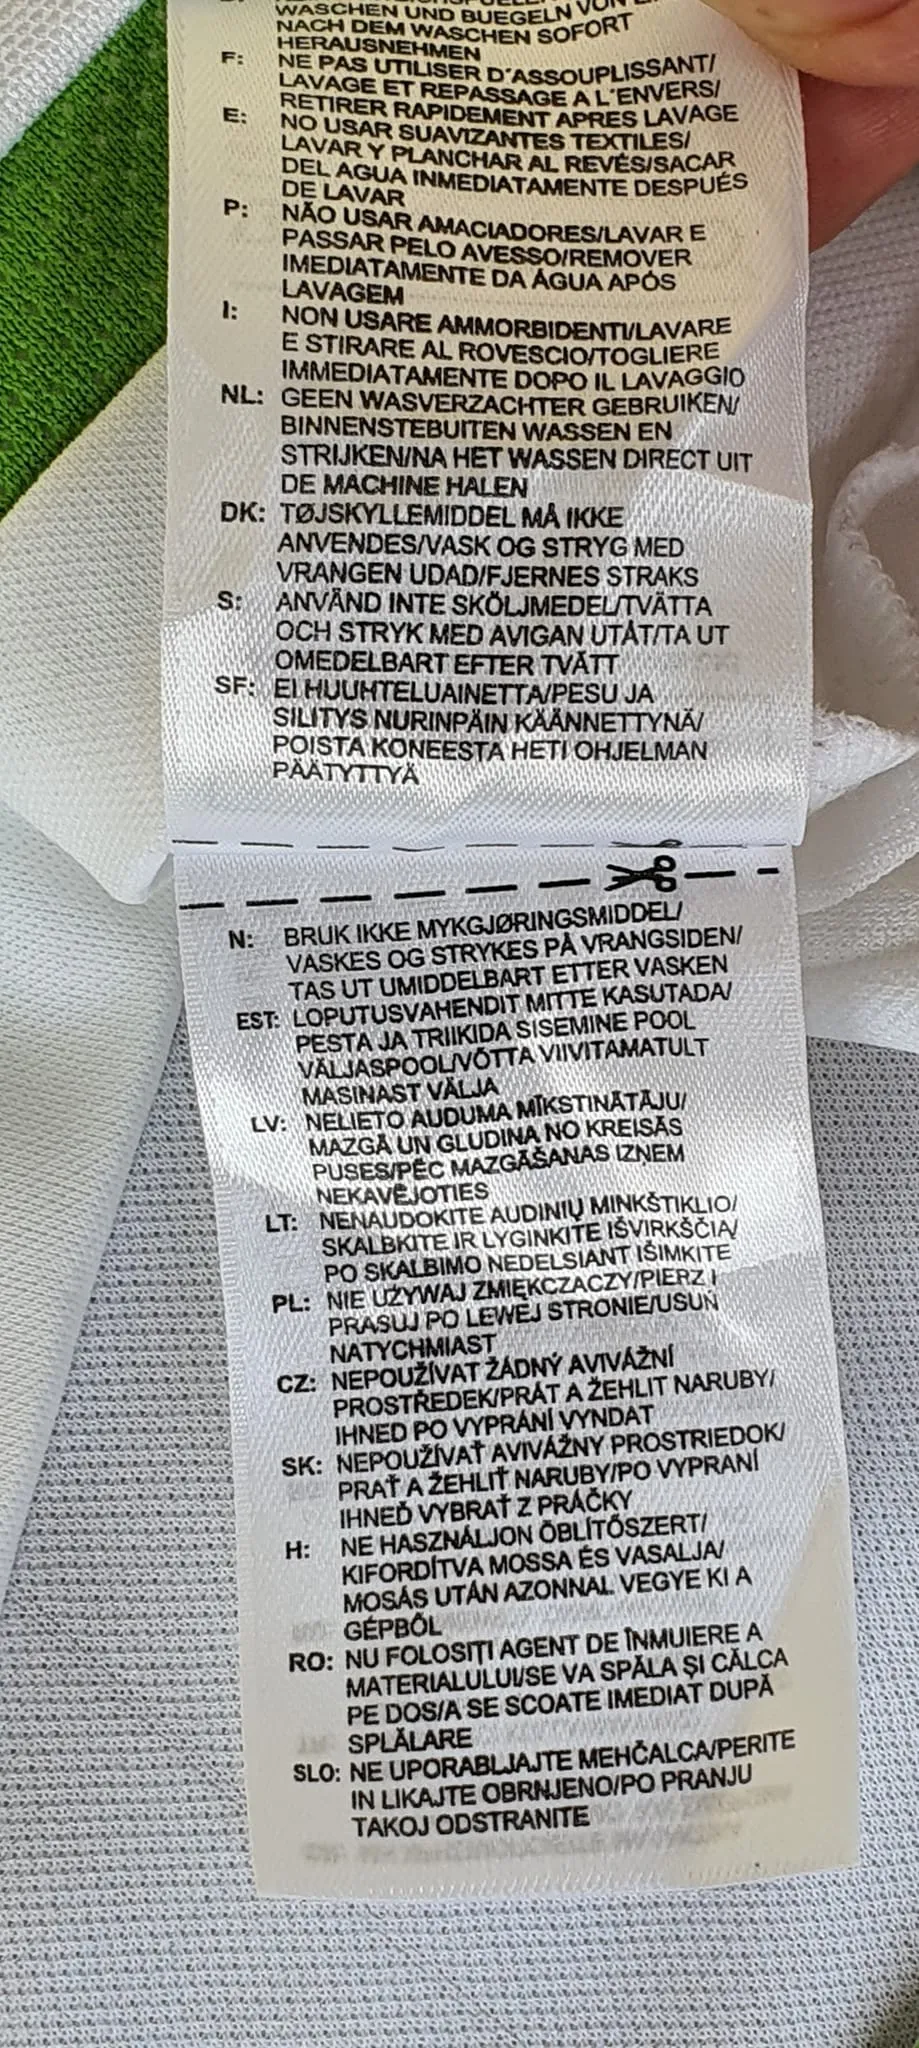 WASCHEN UND BUEGELN VON
NACH DEM WASCHEN SOFORT
HERAUSNEHMEN
F: NE PAS UTILISER D'ASSOUPLISSANT/
LAVAGE ET REPASSAGE A L'ENVERS/
RETIRER RAPIDEMENT APRES LAVAGE
E: NO USAR SUAVIZANTES TEXTILES/
LAVAR Y PLANCHAR AL REVÉS/SACAR
DEL AGUA INMEDIATAMENTE DESPUÉS
DE LAVAR
P: NÃO USAR AMACIADORES/LAVAR E
PASSAR PELO AVESSO/REMOVER
IMEDIATAMENTE DA ÁGUA APÓS
LAVAGEM
I: NON USARE AMMORBIDENTI/LAVARE
E STIRARE AL ROVESCIO/TOGLIERE
IMMEDIATAMENTE DOPO IL LAVAGGIO
NL: GEEN WASVERZACHTER GEBRUIKEN/
BINNENSTEBUITEN WASSEN EN
STRIJKEN/NA HET WASSEN DIRECT UIT
DE MACHINE HALEN
DK: TØJSKYLLEMIDDEL MÅ IKKE
ANVENDES/VASK OG STRYG MED
VRANGEN UDAD/FJERNES STRAKS
S: ANVÄND INTE SKÖLJMEDEL/TVÄTTA
OCH STRYK MED AVIGAN UTÅT/TA UT
OMEDELBART EFTER TVÄTT
SF: EI HUUHTELUAINETTA/PESU JA
SILITYS NURINPÄIN KÄÄNNETTYNÄ/
POISTA KONEESTA HETI OHJELMAN
PÄÄTYTTYÄ
N: BRUK IKKE MYKGJØRINGSMIDDEL/
VASKES OG STRYKES PÅ VRANGSIDEN/
TAS UT UMIDDELBART ETTER VASKEN
EST: LOPUTUSVAHENDIT MITTE KASUTADA/
PESTA JA TRIIKIDA SISEMINE POOL
VÄLJASPOOL/VÕTTA VIIVITAMATULT
MASINAST VÄLJA
LV: NELIETO AUDUMA MĪKSTINĀTĀJU/
MAZGĀ UN GLUDINA NO KREISĀS
PUSES/PĒC MAZGĀŠANAS IZŅEM
NEKAVĒJOTIES
LT: NENAUDOKITE AUDINIŲ MINKŠTIKLIO/
SKALBKITE IR LYGINKITE IŠVIRKŠČIĄ/
PO SKALBIMO NEDELSIANT IŠIMKITE
PL: NIE UŻYWAJ ZMIĘKCZACZY/PIERZ I
PRASUJ PO LEWEJ STRONIE/USUŃ
NATYCHMIAST
CZ: NEPOUŽÍVAT ŽÁDNÝ AVIVÁŽNÍ
PROSTŘEDEK/PRÁT A ŽEHLIT NARUBY/
IHNED PO VYPRÁNÍ VYNDAT
SK: NEPOUŽÍVAŤ AVIVÁŽNY PROSTRIEDOK/
PRAŤ A ŽEHLIŤ NARUBY/PO VYPRANÍ
IHNEĎ VYBRAŤ Z PRÁČKY
H: NE HASZNÁLJON ÖBLÍTŐSZERT/
KIFORDÍTVA MOSSA ÉS VASALJA/
MOSÁS UTÁN AZONNAL VEGYE KI A
GÉPBŐL
RO: NU FOLOSIȚI AGENT DE ÎNMUIERE A
MATERIALULUI/SE VA SPĂLA ŞI CĂLCA
PE DOS/A SE SCOATE IMEDIAT DUPĂ
SPĂLARE
SLO: NE UPORABLJAJTE MEHČALCA/PERITE
IN LIKAJTE OBRNJENO/PO PRANJU
TAKOJ ODSTRANITE